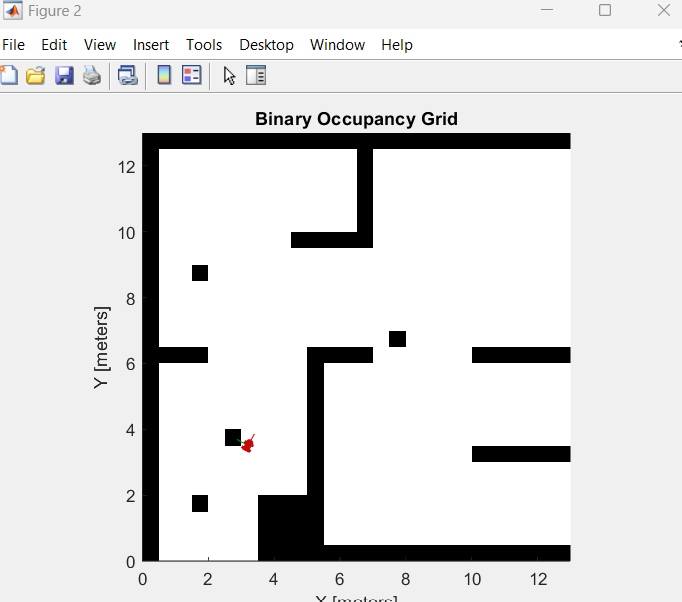 Figure 2
File Edit View Insert Tools Desktop Window Help
Binary Occupancy Grid
12
10
8
6
4
2
0
Y [meters]
0 2 4 6 8 10 12
X [meters]